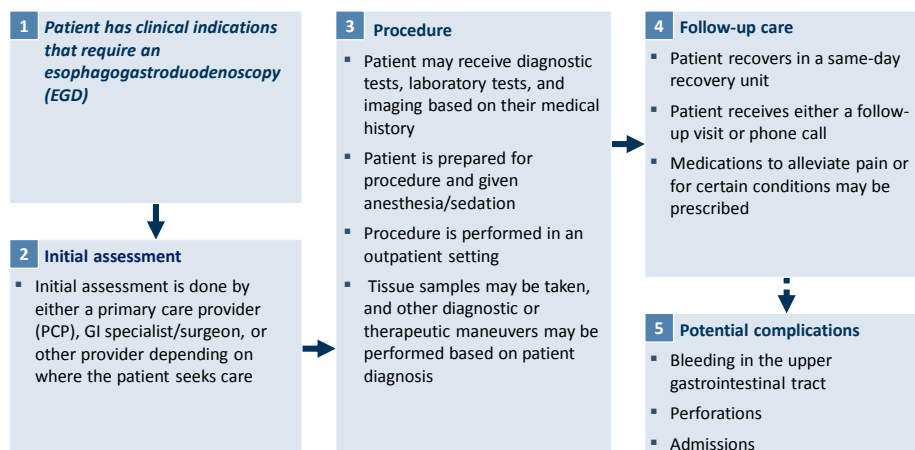 1 Patient has clinical indications
that require an
esophagogastroduodenoscopy
(EGD)
2 Initial assessment
▪ Initial assessment is done by
either a primary care provider
(PCP), GI specialist/surgeon, or
other provider depending on
where the patient seeks care
3 Procedure
▪ Patient may receive diagnostic
tests, laboratory tests, and
imaging based on their medical
history
▪ Patient is prepared for
procedure and given
anesthesia/sedation
▪ Procedure is performed in an
outpatient setting
▪ Tissue samples may be taken,
and other diagnostic or
therapeutic maneuvers may be
performed based on patient
diagnosis
4 Follow-up care
▪ Patient recovers in a same-day
recovery unit
▪ Patient receives either a follow-
up visit or phone call
▪ Medications to alleviate pain or
for certain conditions may be
prescribed
5 Potential complications
▪ Bleeding in the upper
gastrointestinal tract
▪ Perforations
▪ Admissions